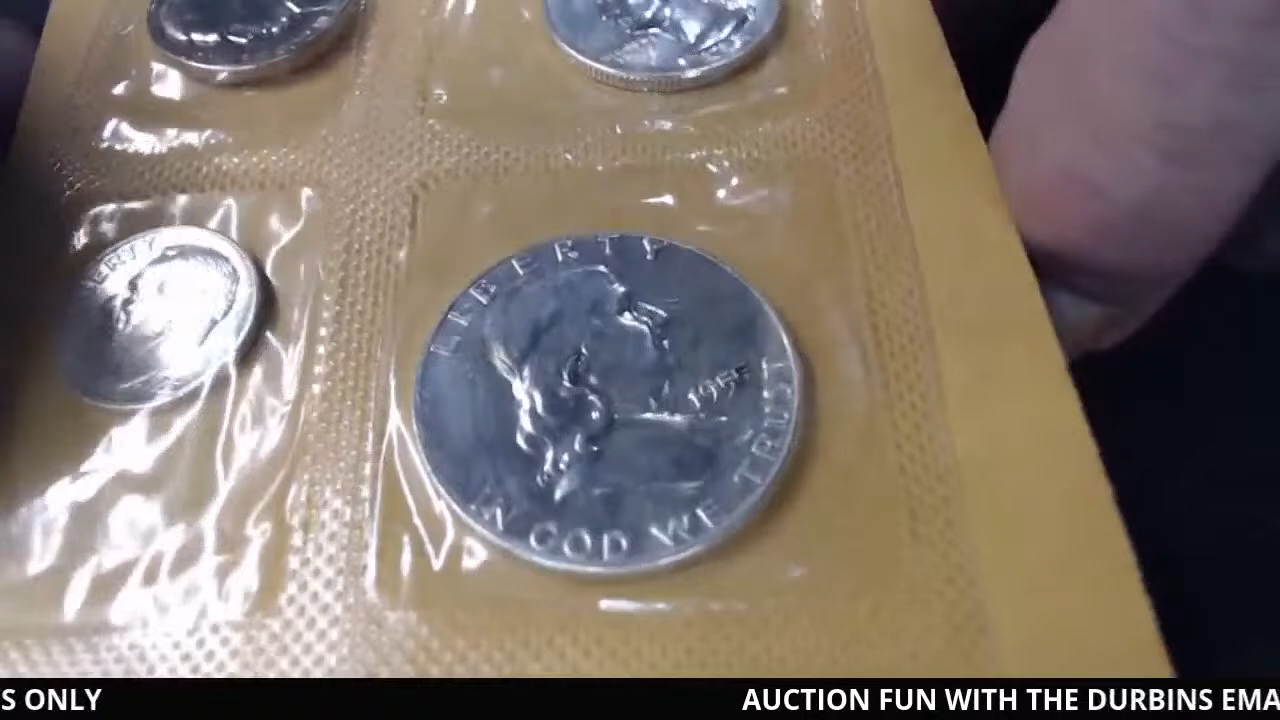 LIBERTY
1955
IN GOD WE TRUST
S ONLY
AUCTION FUN WITH THE DURBINS EMA